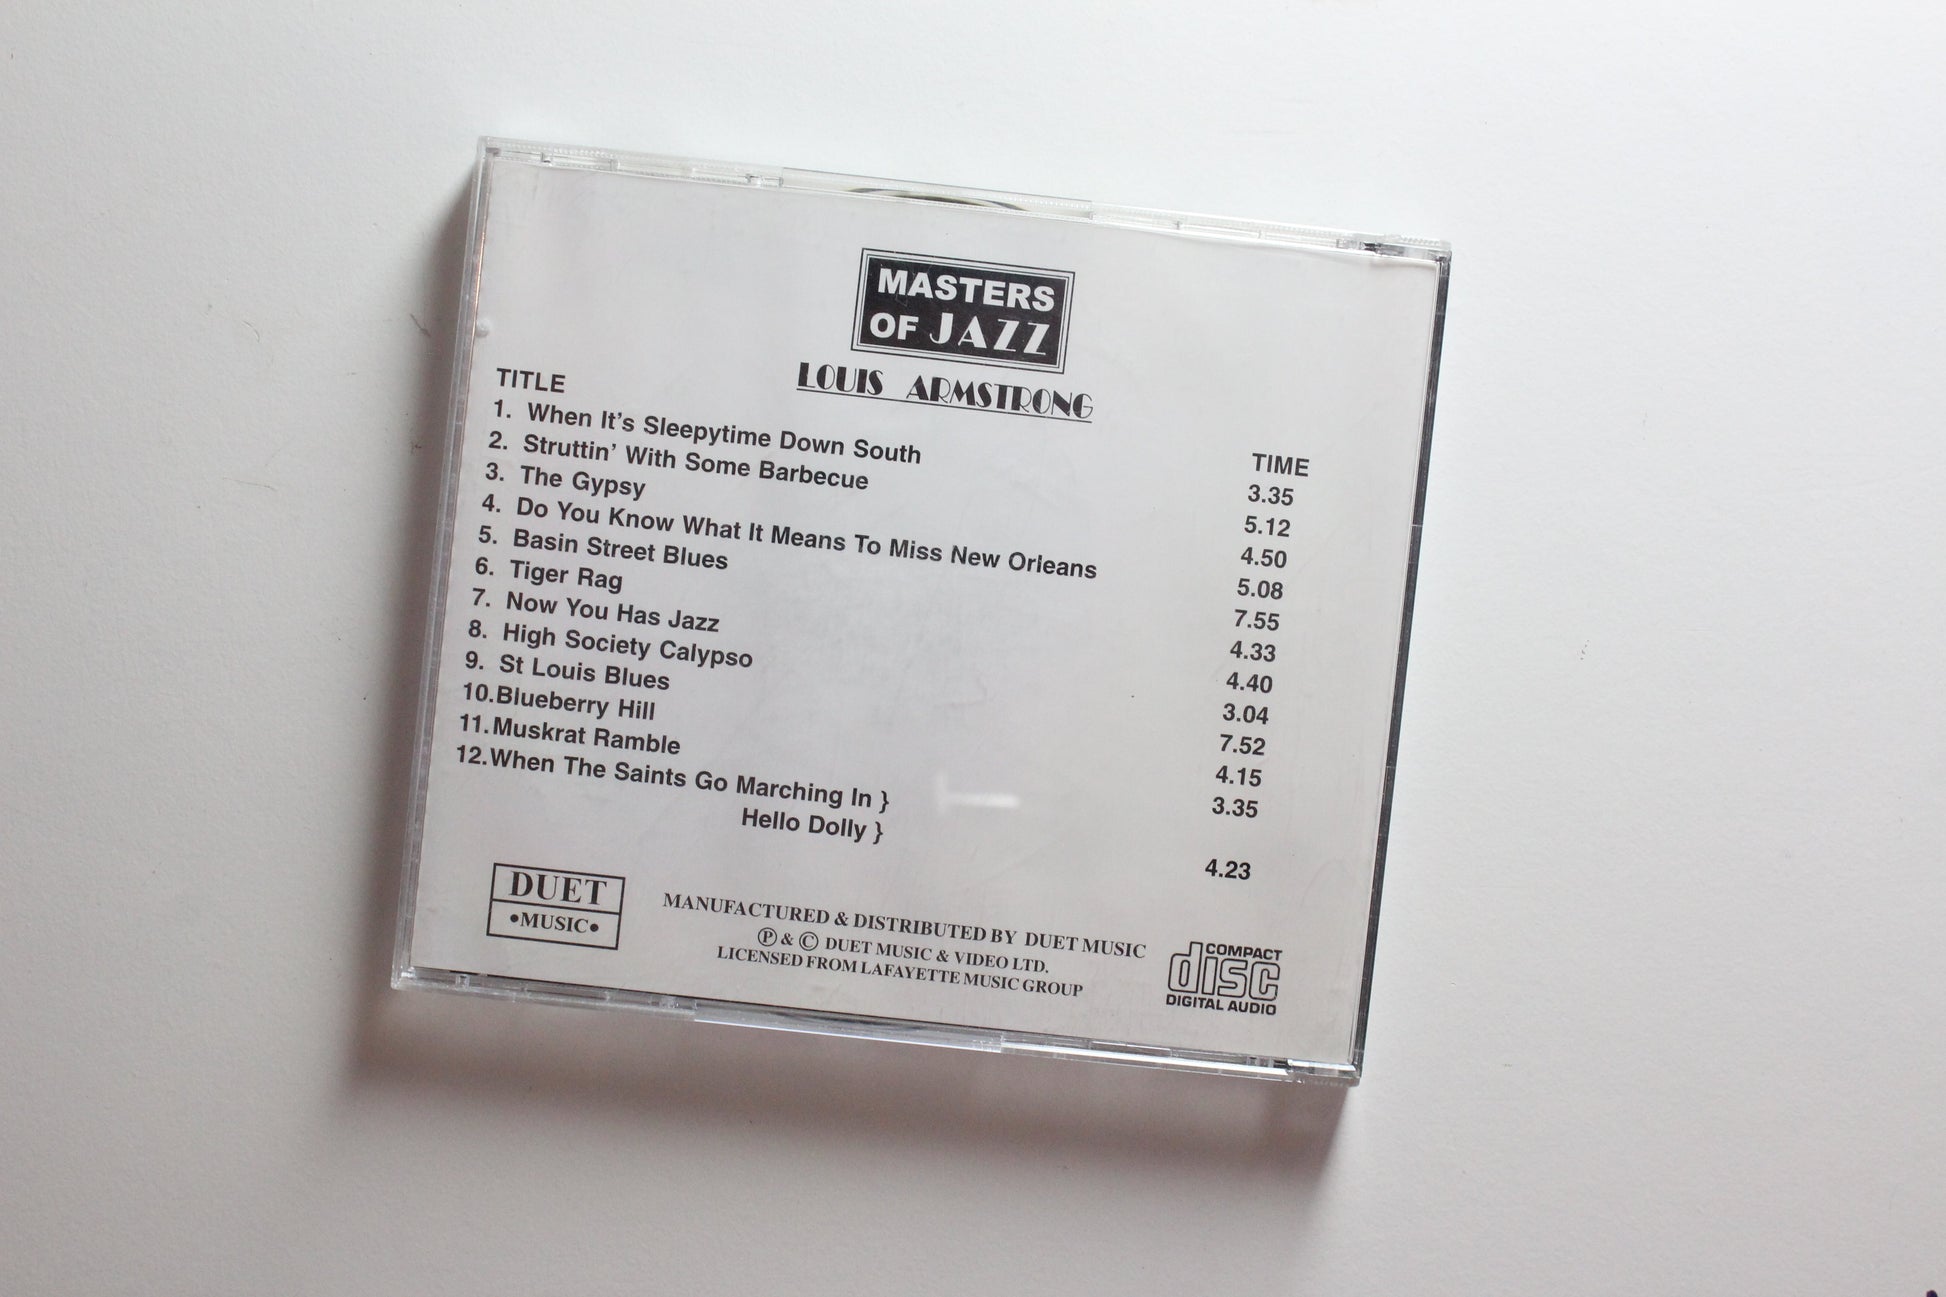 MASTERS
OF JAZZ
LOUIS ARMSTRONG
TITLE TIME
1. When It's Sleepytime Down South 3.35
2. Struttin' With Some Barbecue 5.12
3. The Gypsy 4.50
4. Do You Know What It Means To Miss New Orleans 5.08
5. Basin Street Blues 7.55
6. Tiger Rag 4.33
7. Now You Has Jazz 4.40
8. High Society Calypso 3.04
9. St Louis Blues 7.52
10.Blueberry Hill 4.15
11.Muskrat Ramble 3.35
12.When The Saints Go Marching In }
Hello Dolly } 4.23
DUET
•MUSIC•
MANUFACTURED & DISTRIBUTED BY DUET MUSIC
Ⓟ & © DUET MUSIC & VIDEO LTD.
LICENSED FROM LAFAYETTE MUSIC GROUP
COMPACT
disc
DIGITAL AUDIO